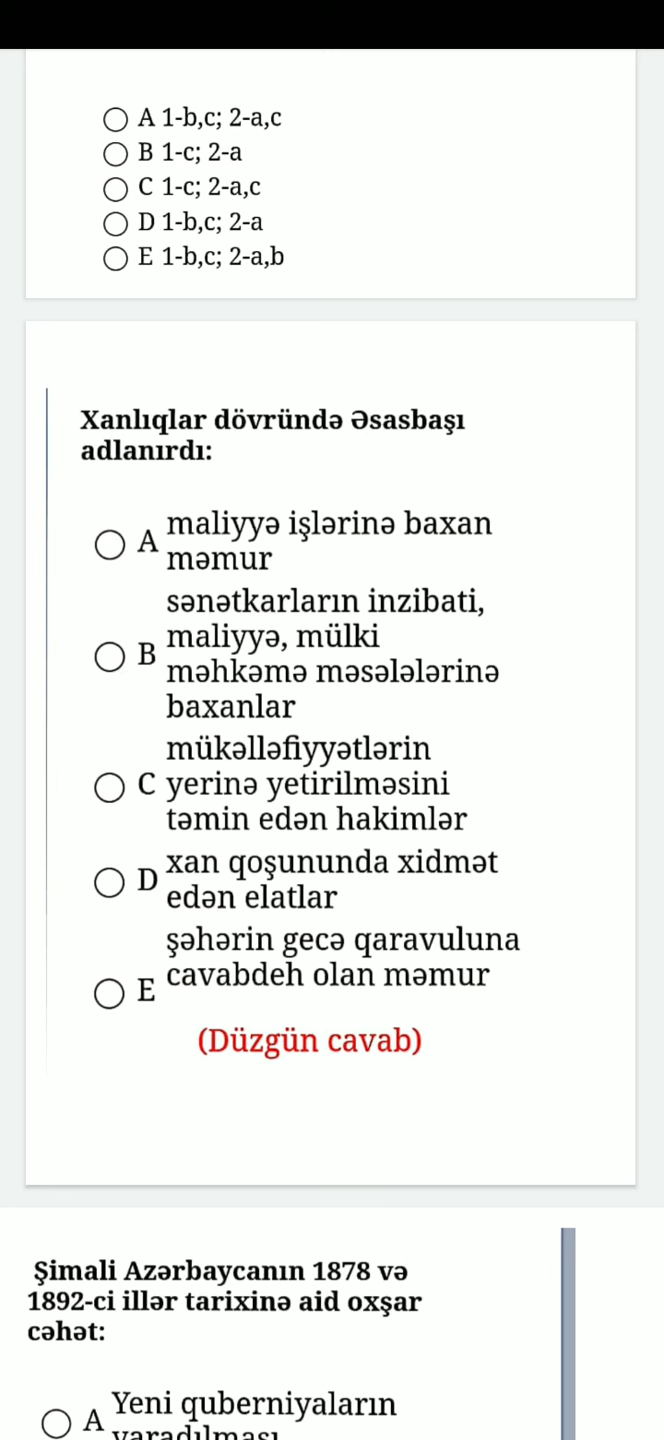 A 1-b,c; 2-a,c
B 1-c; 2-a
C 1-c; 2-a,c
D 1-b,c; 2-a
E 1-b,c; 2-a,b
Xanlıqlar dövründə Əsasbaşı
adlanırdı:
A maliyyə işlərinə baxan
məmur
sənətkarların inzibati,
B maliyyə, mülki
məhkəmə məsələlərinə
baxanlar
mükəlləfiyyətlərin
C yerinə yetirilməsini
təmin edən hakimlər
D xan qoşununda xidmət
edən elatlar
şəhərin gecə qaravuluna
E cavabdeh olan məmur
(Düzgün cavab)
Şimali Azərbaycanın 1878 və
1892-ci illər tarixinə aid oxşar
cəhət:
A Yeni quberniyaların
yaradılması